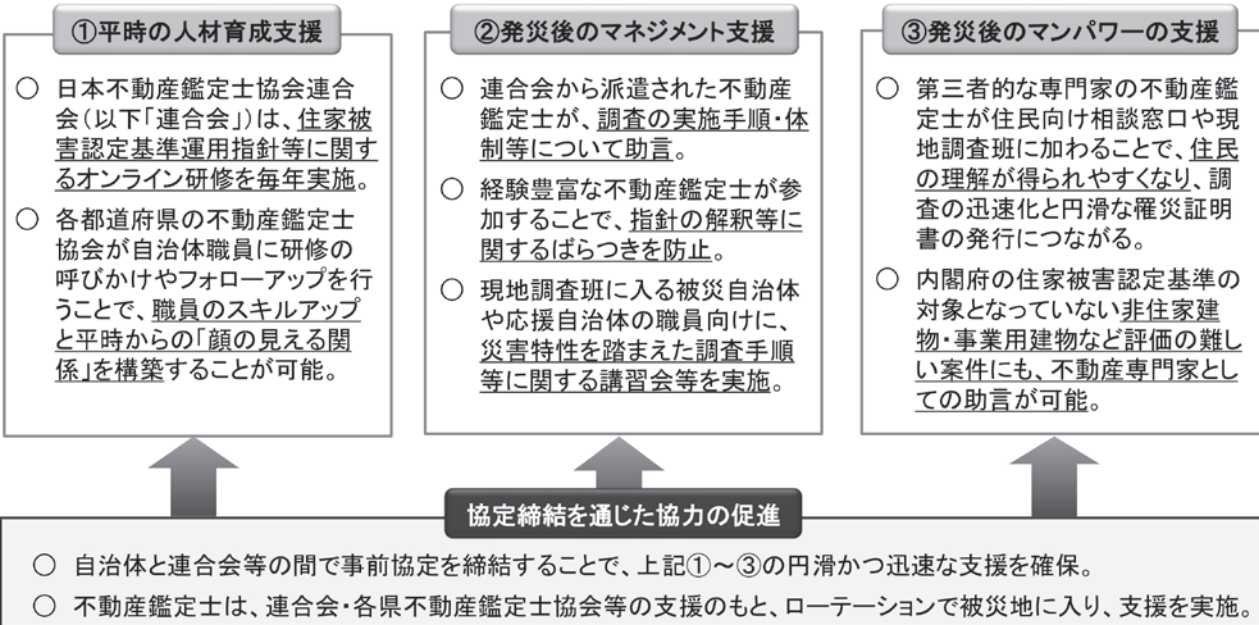 ①平時の人材育成支援
○ 日本不動産鑑定士協会連合
会(以下「連合会」)は、住家被
害認定基準運用指針等に関す
るオンライン研修を毎年実施。
○ 各都道府県の不動産鑑定士
協会が自治体職員に研修の
呼びかけやフォローアップを行
うことで、職員のスキルアップ
と平時からの「顔の見える関
係」を構築することが可能。
②発災後のマネジメント支援
○ 連合会から派遣された不動産
鑑定士が、調査の実施手順・体
制等について助言。
○ 経験豊富な不動産鑑定士が参
加することで、指針の解釈等に
関するばらつきを防止。
○ 現地調査班に入る被災自治体
や応援自治体の職員向けに、
災害特性を踏まえた調査手順
等に関する講習会等を実施。
③発災後のマンパワーの支援
○ 第三者的な専門家の不動産鑑
定士が住民向け相談窓口や現
地調査班に加わることで、住民
の理解が得られやすくなり、調
査の迅速化と円滑な罹災証明
書の発行につながる。
○ 内閣府の住家被害認定基準の
対象となっていない非住家建
物・事業用建物など評価の難し
い案件にも、不動産専門家とし
ての助言が可能。
協定締結を通じた協力の促進
○ 自治体と連合会等の間で事前協定を締結することで、上記①～③の円滑かつ迅速な支援を確保。
○ 不動産鑑定士は、連合会・各県不動産鑑定士協会等の支援のもと、ローテーションで被災地に入り、支援を実施。